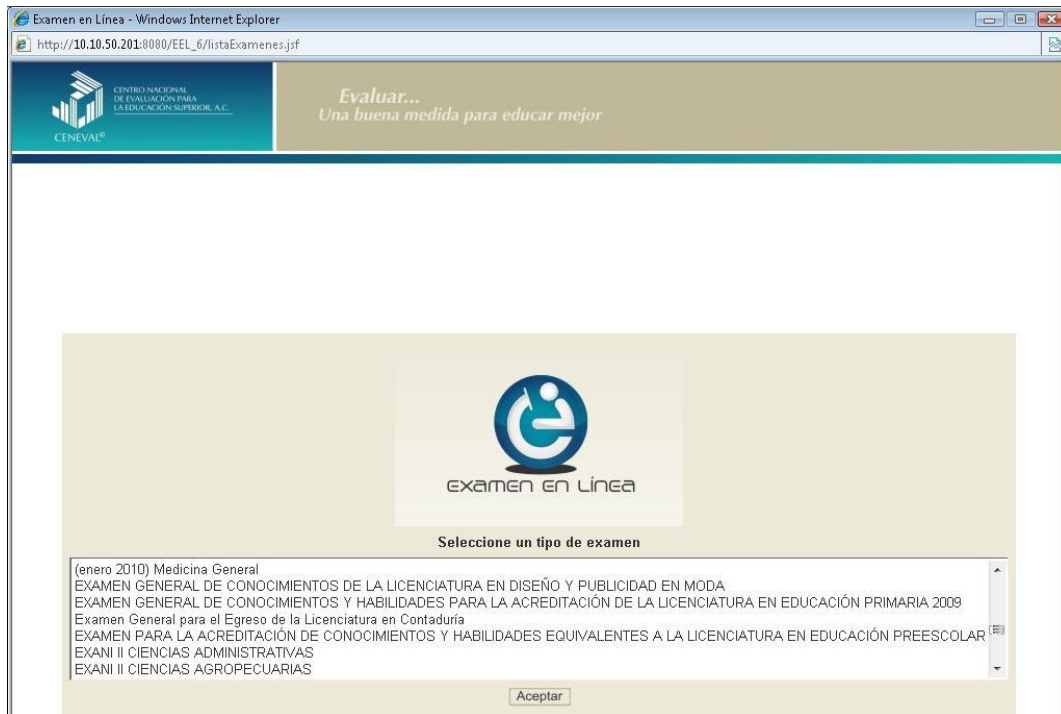 Examen en Línea - Windows Internet Explorer
http://10.10.50.201:8080/EEL_6/listaExamenes.jsf
CENTRO NACIONAL
DE EVALUACIÓN PARA
LA EDUCACIÓN SUPERIOR, A.C.
CENEVAL®
Evaluar...
Una buena medida para educar mejor
examen en Línea
Seleccione un tipo de examen
(enero 2010) Medicina General
EXAMEN GENERAL DE CONOCIMIENTOS DE LA LICENCIATURA EN DISEÑO Y PUBLICIDAD EN MODA
EXAMEN GENERAL DE CONOCIMIENTOS Y HABILIDADES PARA LA ACREDITACIÓN DE LA LICENCIATURA EN EDUCACIÓN PRIMARIA 2009
Examen General para el Egreso de la Licenciatura en Contaduría
EXAMEN PARA LA ACREDITACIÓN DE CONOCIMIENTOS Y HABILIDADES EQUIVALENTES A LA LICENCIATURA EN EDUCACIÓN PREESCOLAR
EXANI II CIENCIAS ADMINISTRATIVAS
EXANI II CIENCIAS AGROPECUARIAS
Aceptar